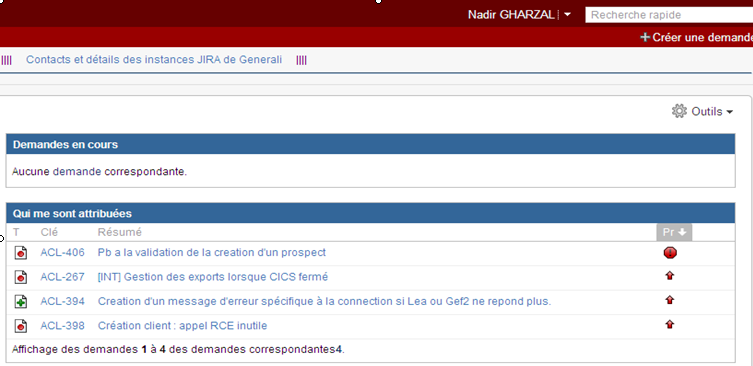 Nadir GHARZAL
Recherche rapide
Créer une demande
Contacts et détails des instances JIRA de Generali
Outils
Demandes en cours
Aucune demande correspondante.
Qui me sont attribuées
T Clé Résumé Pr
ACL-406 Pb a la validation de la creation d'un prospect
ACL-267 [INT] Gestion des exports lorsque CICS fermé
ACL-394 Creation d'un message d'erreur spécifique à la connection si Lea ou Gef2 ne repond plus.
ACL-398 Création client : appel RCE inutile
Affichage des demandes 1 à 4 des demandes correspondantes4.